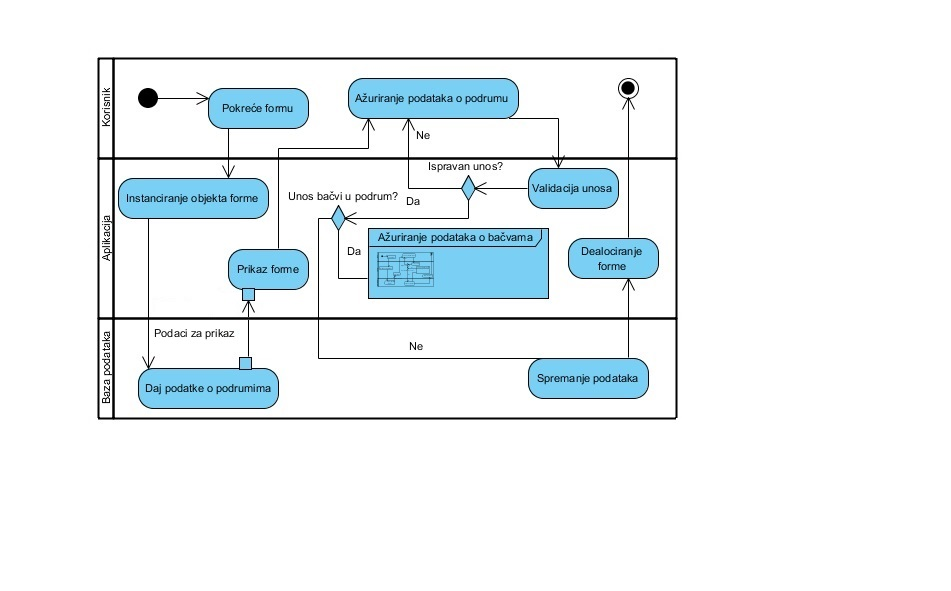 Korisnik
Pokreće formu
Ažuriranje podataka o podrumu
Ne
Aplikacija
Ispravan unos?
Validacija unosa
Instanciranje objekta forme
Unos bačvi u podrum?
Da
Ažuriranje podataka o bačvama
Da
Prikaz forme
Dealociranje
forme
Baza podataka
Podaci za prikaz
Ne
Daj podatke o podrumima
Spremanje podataka